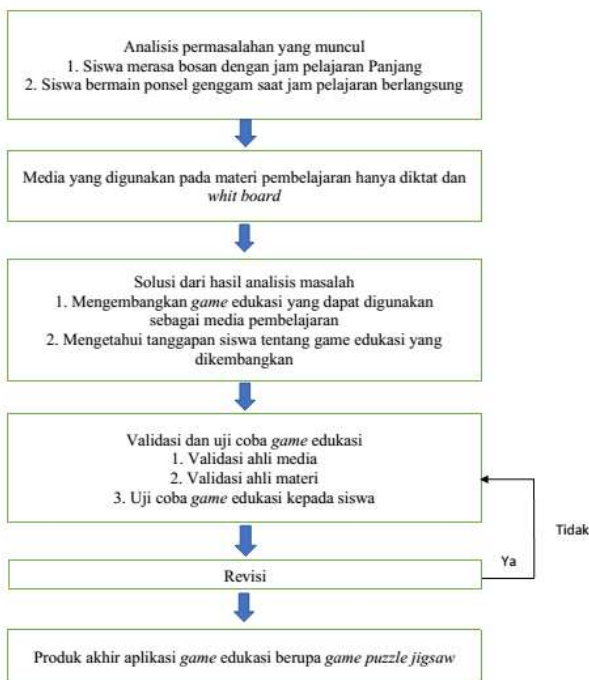 Analisis permasalahan yang muncul
1. Siswa merasa bosan dengan jam pelajaran Panjang
2. Siswa bermain ponsel genggam saat jam pelajaran berlangsung
Media yang digunakan pada materi pembelajaran hanya diktat dan
whit board
Solusi dari hasil analisis masalah
1. Mengembangkan game edukasi yang dapat digunakan
sebagai media pembelajaran
2. Mengetahui tanggapan siswa tentang game edukasi yang
dikembangkan
Validasi dan uji coba game edukasi
1. Validasi ahli media
2. Validasi ahli materi
3. Uji coba game edukasi kepada siswa
Tidak
Ya
Revisi
Produk akhir aplikasi game edukasi berupa game puzzle jigsaw